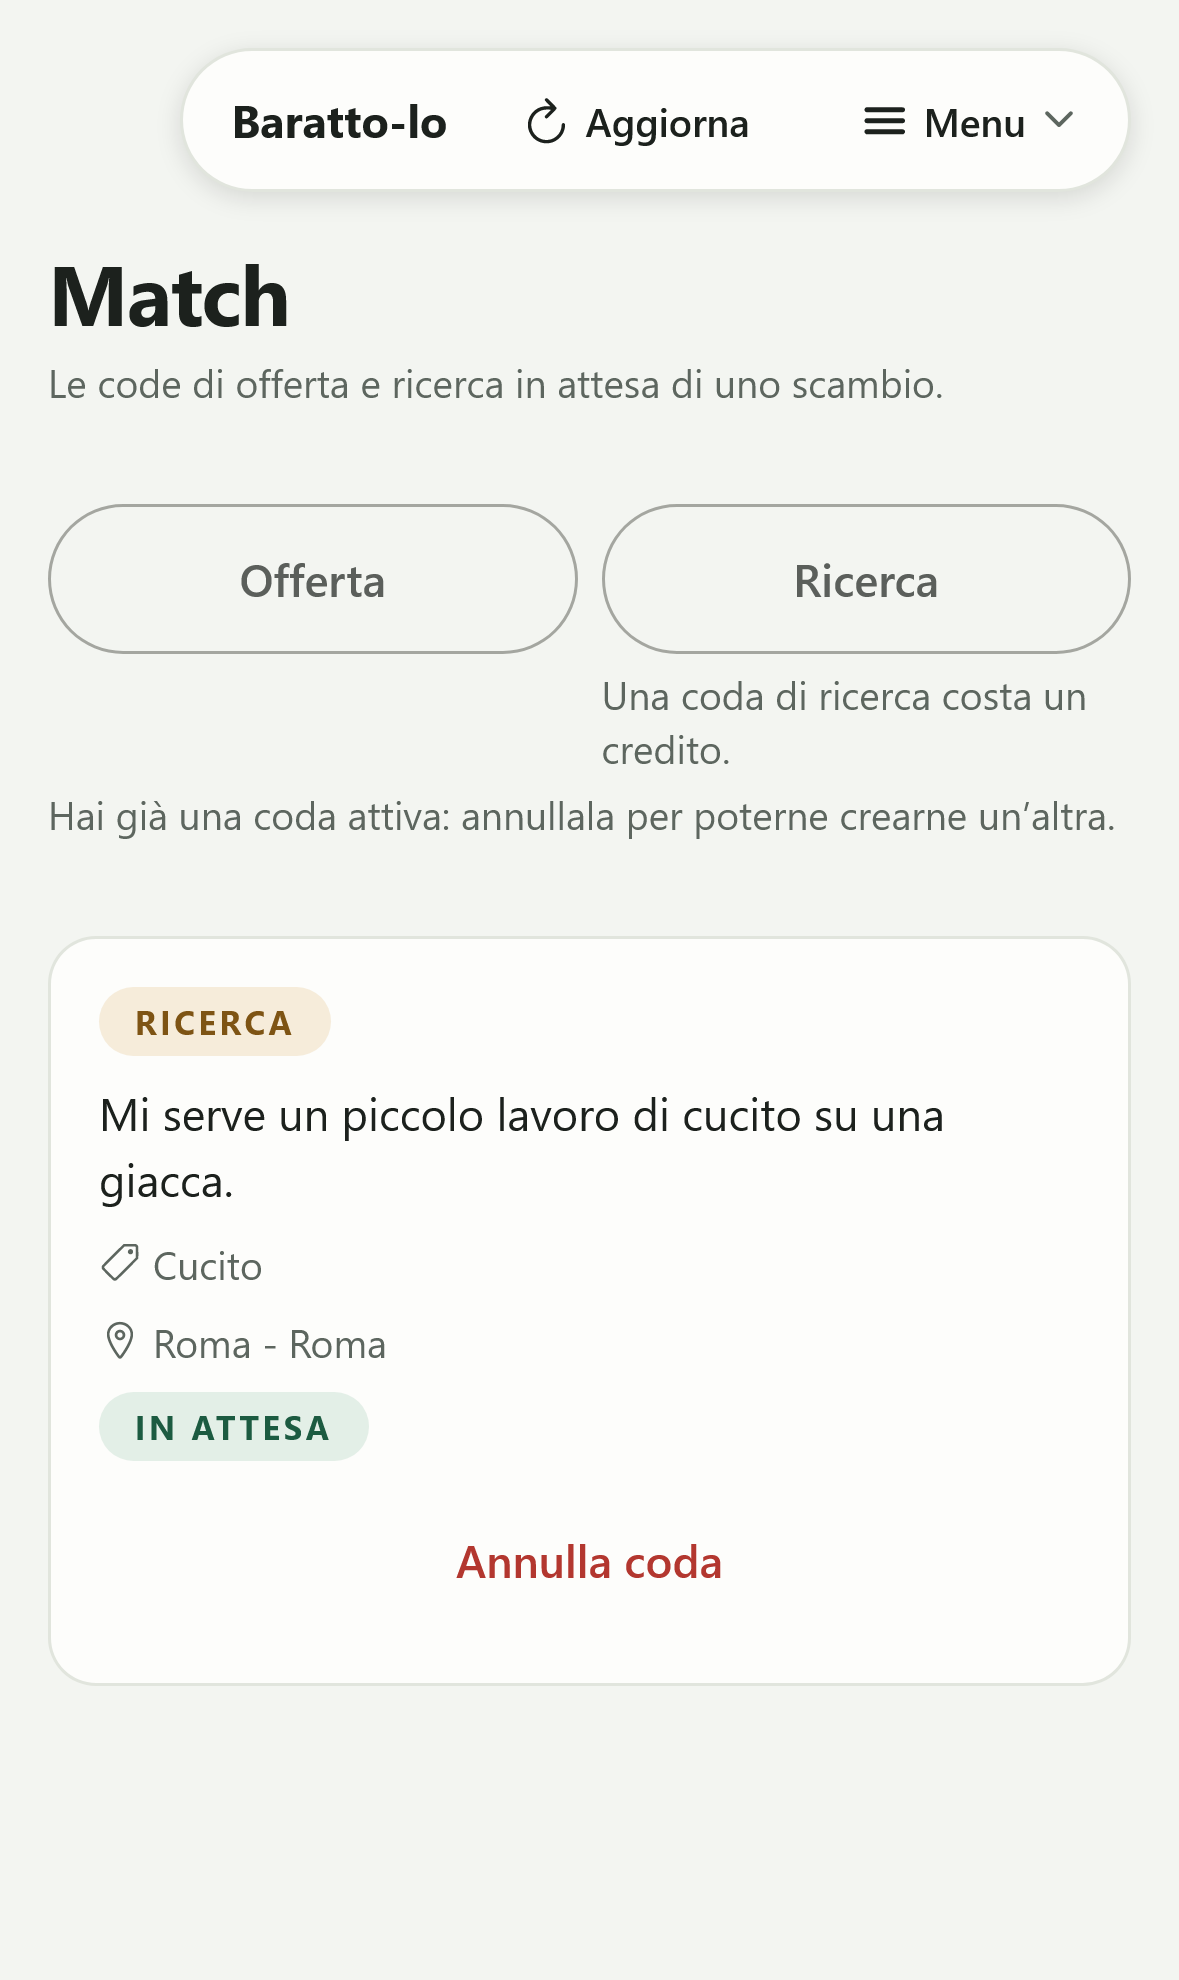 Baratto-lo
Aggiorna
Menu
Match
Le code di offerta e ricerca in attesa di uno scambio.
Offerta
Ricerca
Una coda di ricerca costa un
credito.
Hai già una coda attiva: annullala per poterne crearne un’altra.
RICERCA
Mi serve un piccolo lavoro di cucito su una
giacca.
Cucito
Roma - Roma
IN ATTESA
Annulla coda